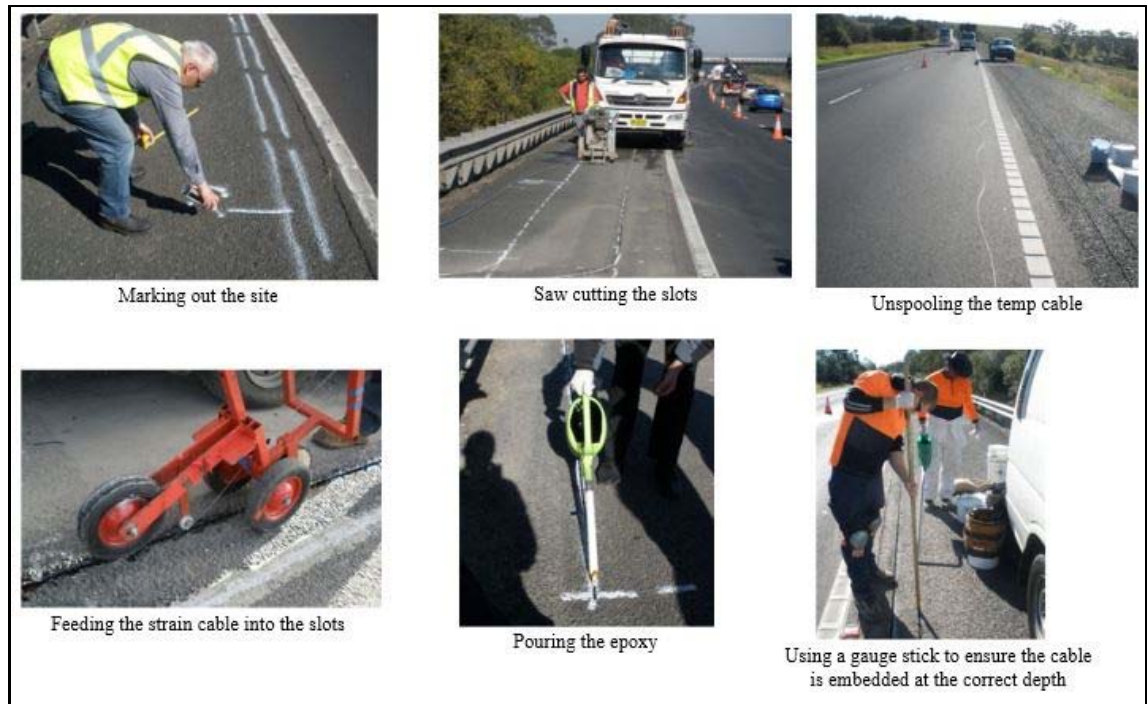 Marking out the site
Saw cutting the slots
Unspooling the temp cable
Feeding the strain cable into the slots
Pouring the epoxy
Using a gauge stick to ensure the cable
is embedded at the correct depth